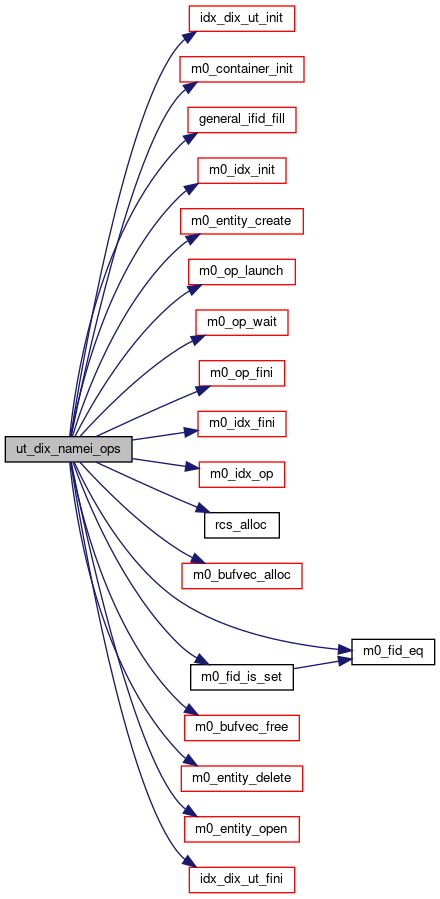 idx_dix_ut_init
m0_container_init
general_ifid_fill
m0_idx_init
m0_entity_create
m0_op_launch
m0_op_wait
m0_op_fini
m0_idx_fini
ut_dix_namei_ops
m0_idx_op
rcs_alloc
m0_bufvec_alloc
m0_fid_eq
m0_fid_is_set
m0_bufvec_free
m0_entity_delete
m0_entity_open
idx_dix_ut_fini